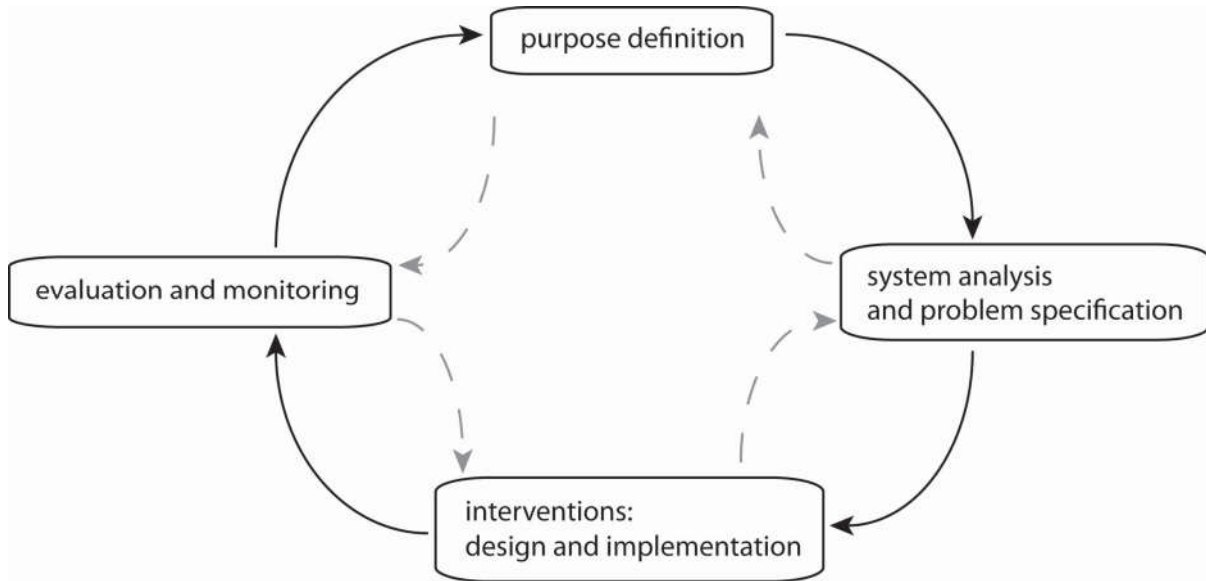 purpose definition
evaluation and monitoring
system analysis
and problem specification
interventions:
design and implementation